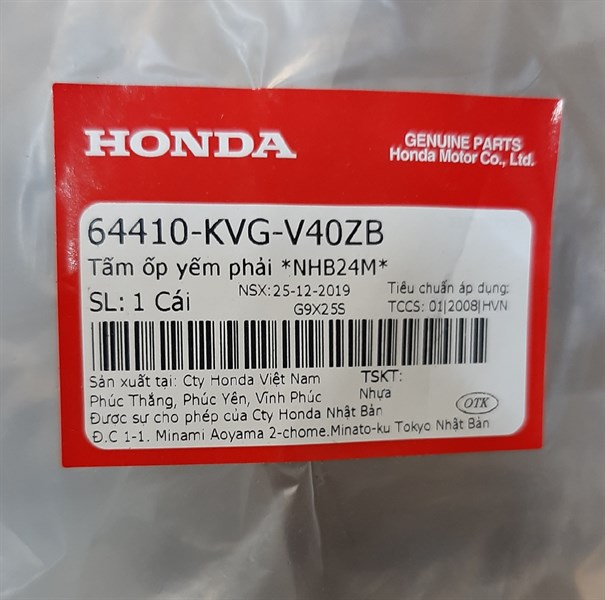 HONDA
GENUINE PARTS
Honda Motor Co., Ltd.
64410-KVG-V40ZB
Tấm ốp yếm phải *NHB24M*
SL: 1 Cái
NSX:25-12-2019
G9X25S
Tiêu chuẩn áp dụng:
TCCS: 01|2008|HVN
Sản xuất tại: Cty Honda Việt Nam
Phúc Thắng, Phúc Yên, Vĩnh Phúc
TSKT:
Nhựa
Được sự cho phép của Cty Honda Nhật Bản
Đ.C 1-1. Minami Aoyama 2-chome.Minato-ku Tokyo Nhật Bản
OTK